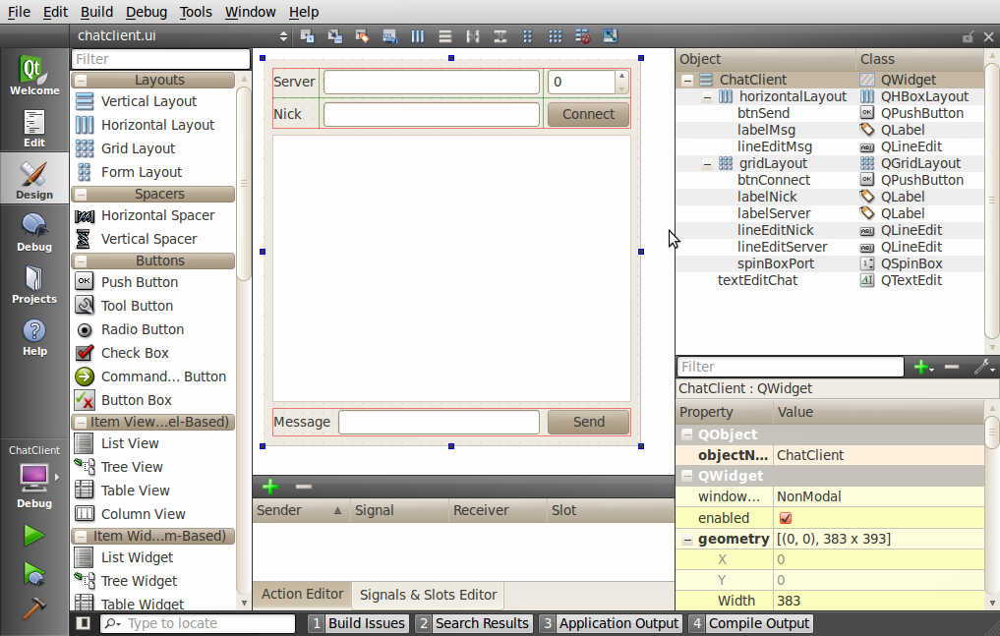 File Edit Build Debug Tools Window Help
chatclient.ui
Qt
Welcome
Edit
Design
Debug
Projects
Help
ChatClient
Debug
Filter
Layouts
Vertical Layout
Horizontal Layout
Grid Layout
Form Layout
Spacers
Horizontal Spacer
Vertical Spacer
Buttons
OK Push Button
Tool Button
Radio Button
Check Box
Command... Button
Button Box
Item View...el-Based)
List View
Tree View
Table View
Column View
Item Wid...m-Based)
List Widget
Tree Widget
Table Widget
Server 0
Nick Connect
Message Send
Sender Signal Receiver Slot
Action Editor Signals & Slots Editor
Object Class
ChatClient QWidget
horizontalLayout QHBoxLayout
btnSend OK QPushButton
labelMsg QLabel
lineEditMsg QLineEdit
gridLayout QGridLayout
btnConnect OK QPushButton
labelNick QLabel
labelServer QLabel
lineEditNick QLineEdit
lineEditServer QLineEdit
spinBoxPort QSpinBox
textEditChat AI QTextEdit
Filter
ChatClient : QWidget
Property Value
QObject
objectN... ChatClient
QWidget
window... NonModal
enabled
geometry [(0, 0), 383 x 393]
X 0
Y 0
Width 383
Type to locate
1 Build Issues 2 Search Results 3 Application Output 4 Compile Output